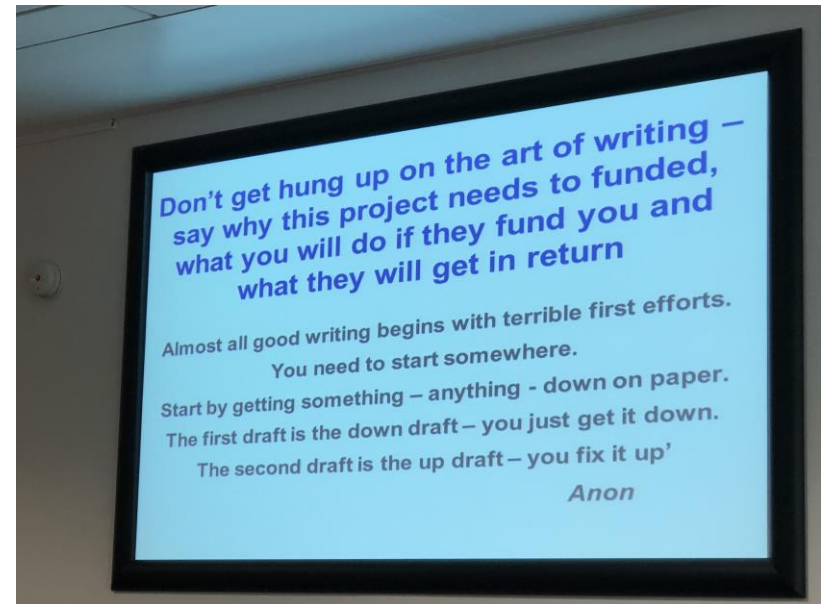 Don't get hung up on the art of writing –
say why this project needs to funded,
what you will do if they fund you and
what they will get in return
Almost all good writing begins with terrible first efforts.
You need to start somewhere.
Start by getting something – anything - down on paper.
The first draft is the down draft – you just get it down.
The second draft is the up draft – you fix it up’
Anon